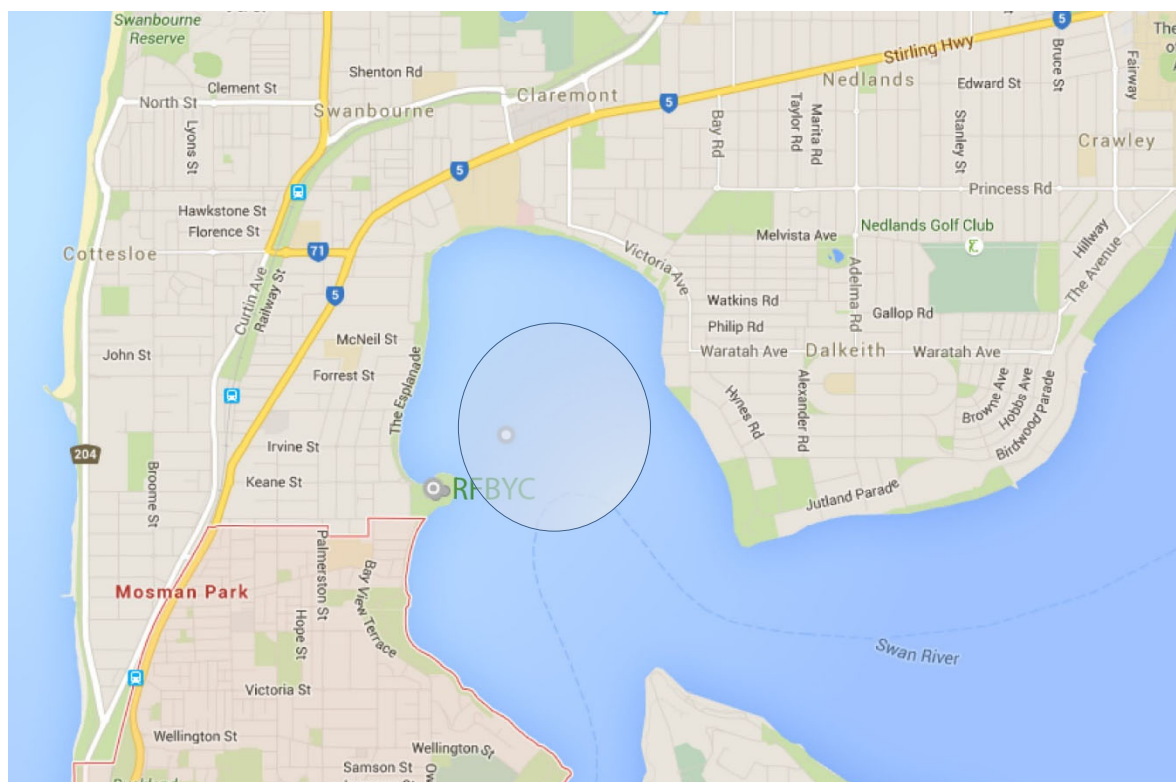 Swanbourne
Reserve
Clement St
Shenton Rd
North St
Swanbourne
Claremont
Stirling Hwy
5
Nedlands
Bruce St
Edward St
Fairway
The
Lyons St
5
Bay Rd
Taylor Rd
Marita Rd
Stanley St
Crawley
5
Princess Rd
Hawkstone St
Florence St
Cottesloe
71
Victoria Ave
Melvista Ave
Nedlands Golf Club
Hillway
The Avenue
Curtin Ave
Railway St
5
Adelma Rd
Watkins Rd
Gallop Rd
Philip Rd
McNeil St
John St
Waratah Ave
Dalkeith
Waratah Ave
Forrest St
The Esplanade
Hynes Rd
Alexander Rd
Browne Ave
Hobbs Ave
Birdwood Parade
Irvine St
204
Broome St
Keane St
RFBYC
Jutland Parade
Mosman Park
Palmerston St
Bay View Terrace
Hope St
Swan River
Victoria St
Wellington St
Wellington St
Samson St